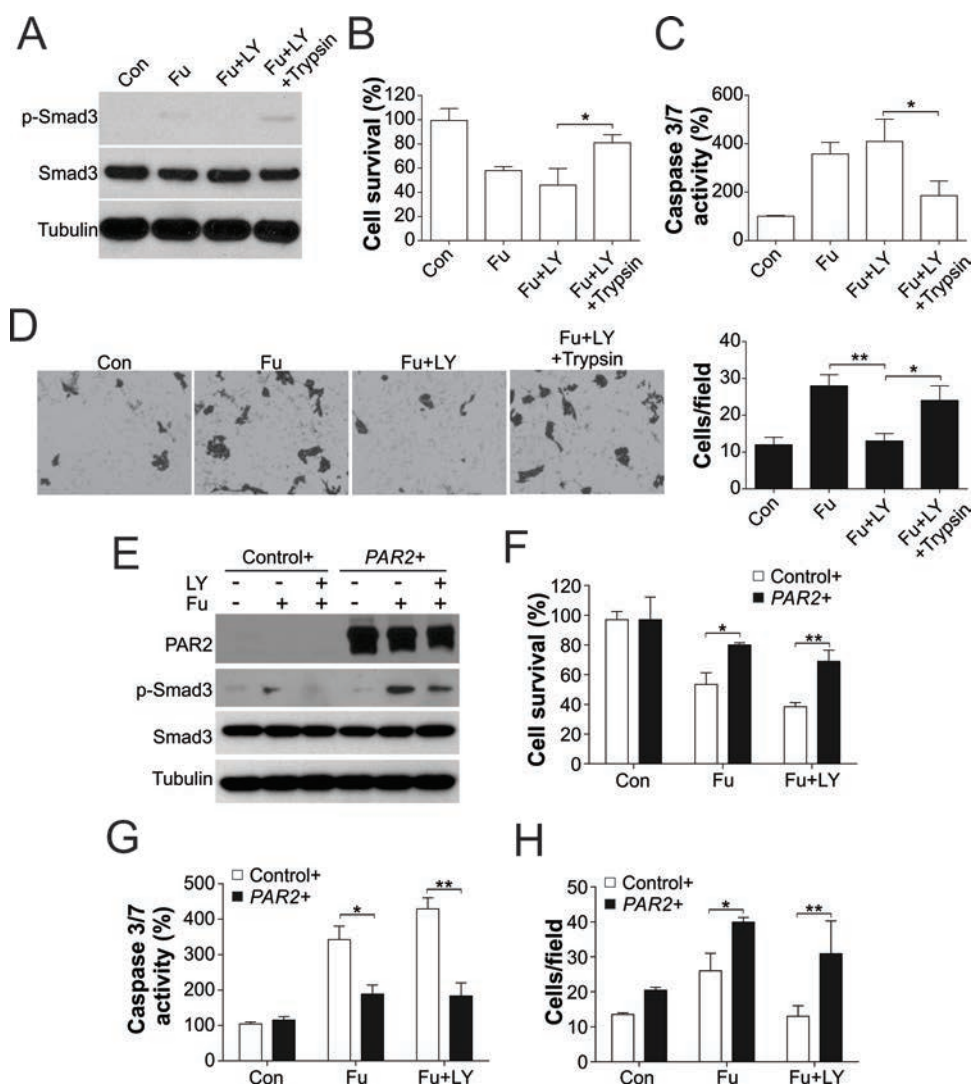 A
Con
Fu
Fu+LY
Fu+LY
+Trypsin
p-Smad3
Smad3
Tubulin
B
Cell survival (%)
120
100
80
60
40
20
0
*
Con
Fu
Fu+LY
Fu+LY
+Trypsin
C
Caspase 3/7
activity (%)
600
400
200
0
*
Con
Fu
Fu+LY
Fu+LY
+Trypsin
D
Con
Fu
Fu+LY
Fu+LY
+Trypsin
Cells/field
40
30
20
10
0
**
*
Con
Fu
Fu+LY
Fu+LY
+Trypsin
E
Control+
PAR2+
LY - - + - - +
Fu - + + - + +
PAR2
p-Smad3
Smad3
Tubulin
F
Control+
PAR2+
Cell survival (%)
120
100
80
60
40
20
0
*
**
Con
Fu
Fu+LY
G
Control+
PAR2+
Caspase 3/7
activity (%)
500
400
300
200
100
0
*
**
Con
Fu
Fu+LY
H
Control+
PAR2+
Cells/field
50
40
30
20
10
0
*
**
Con
Fu
Fu+LY